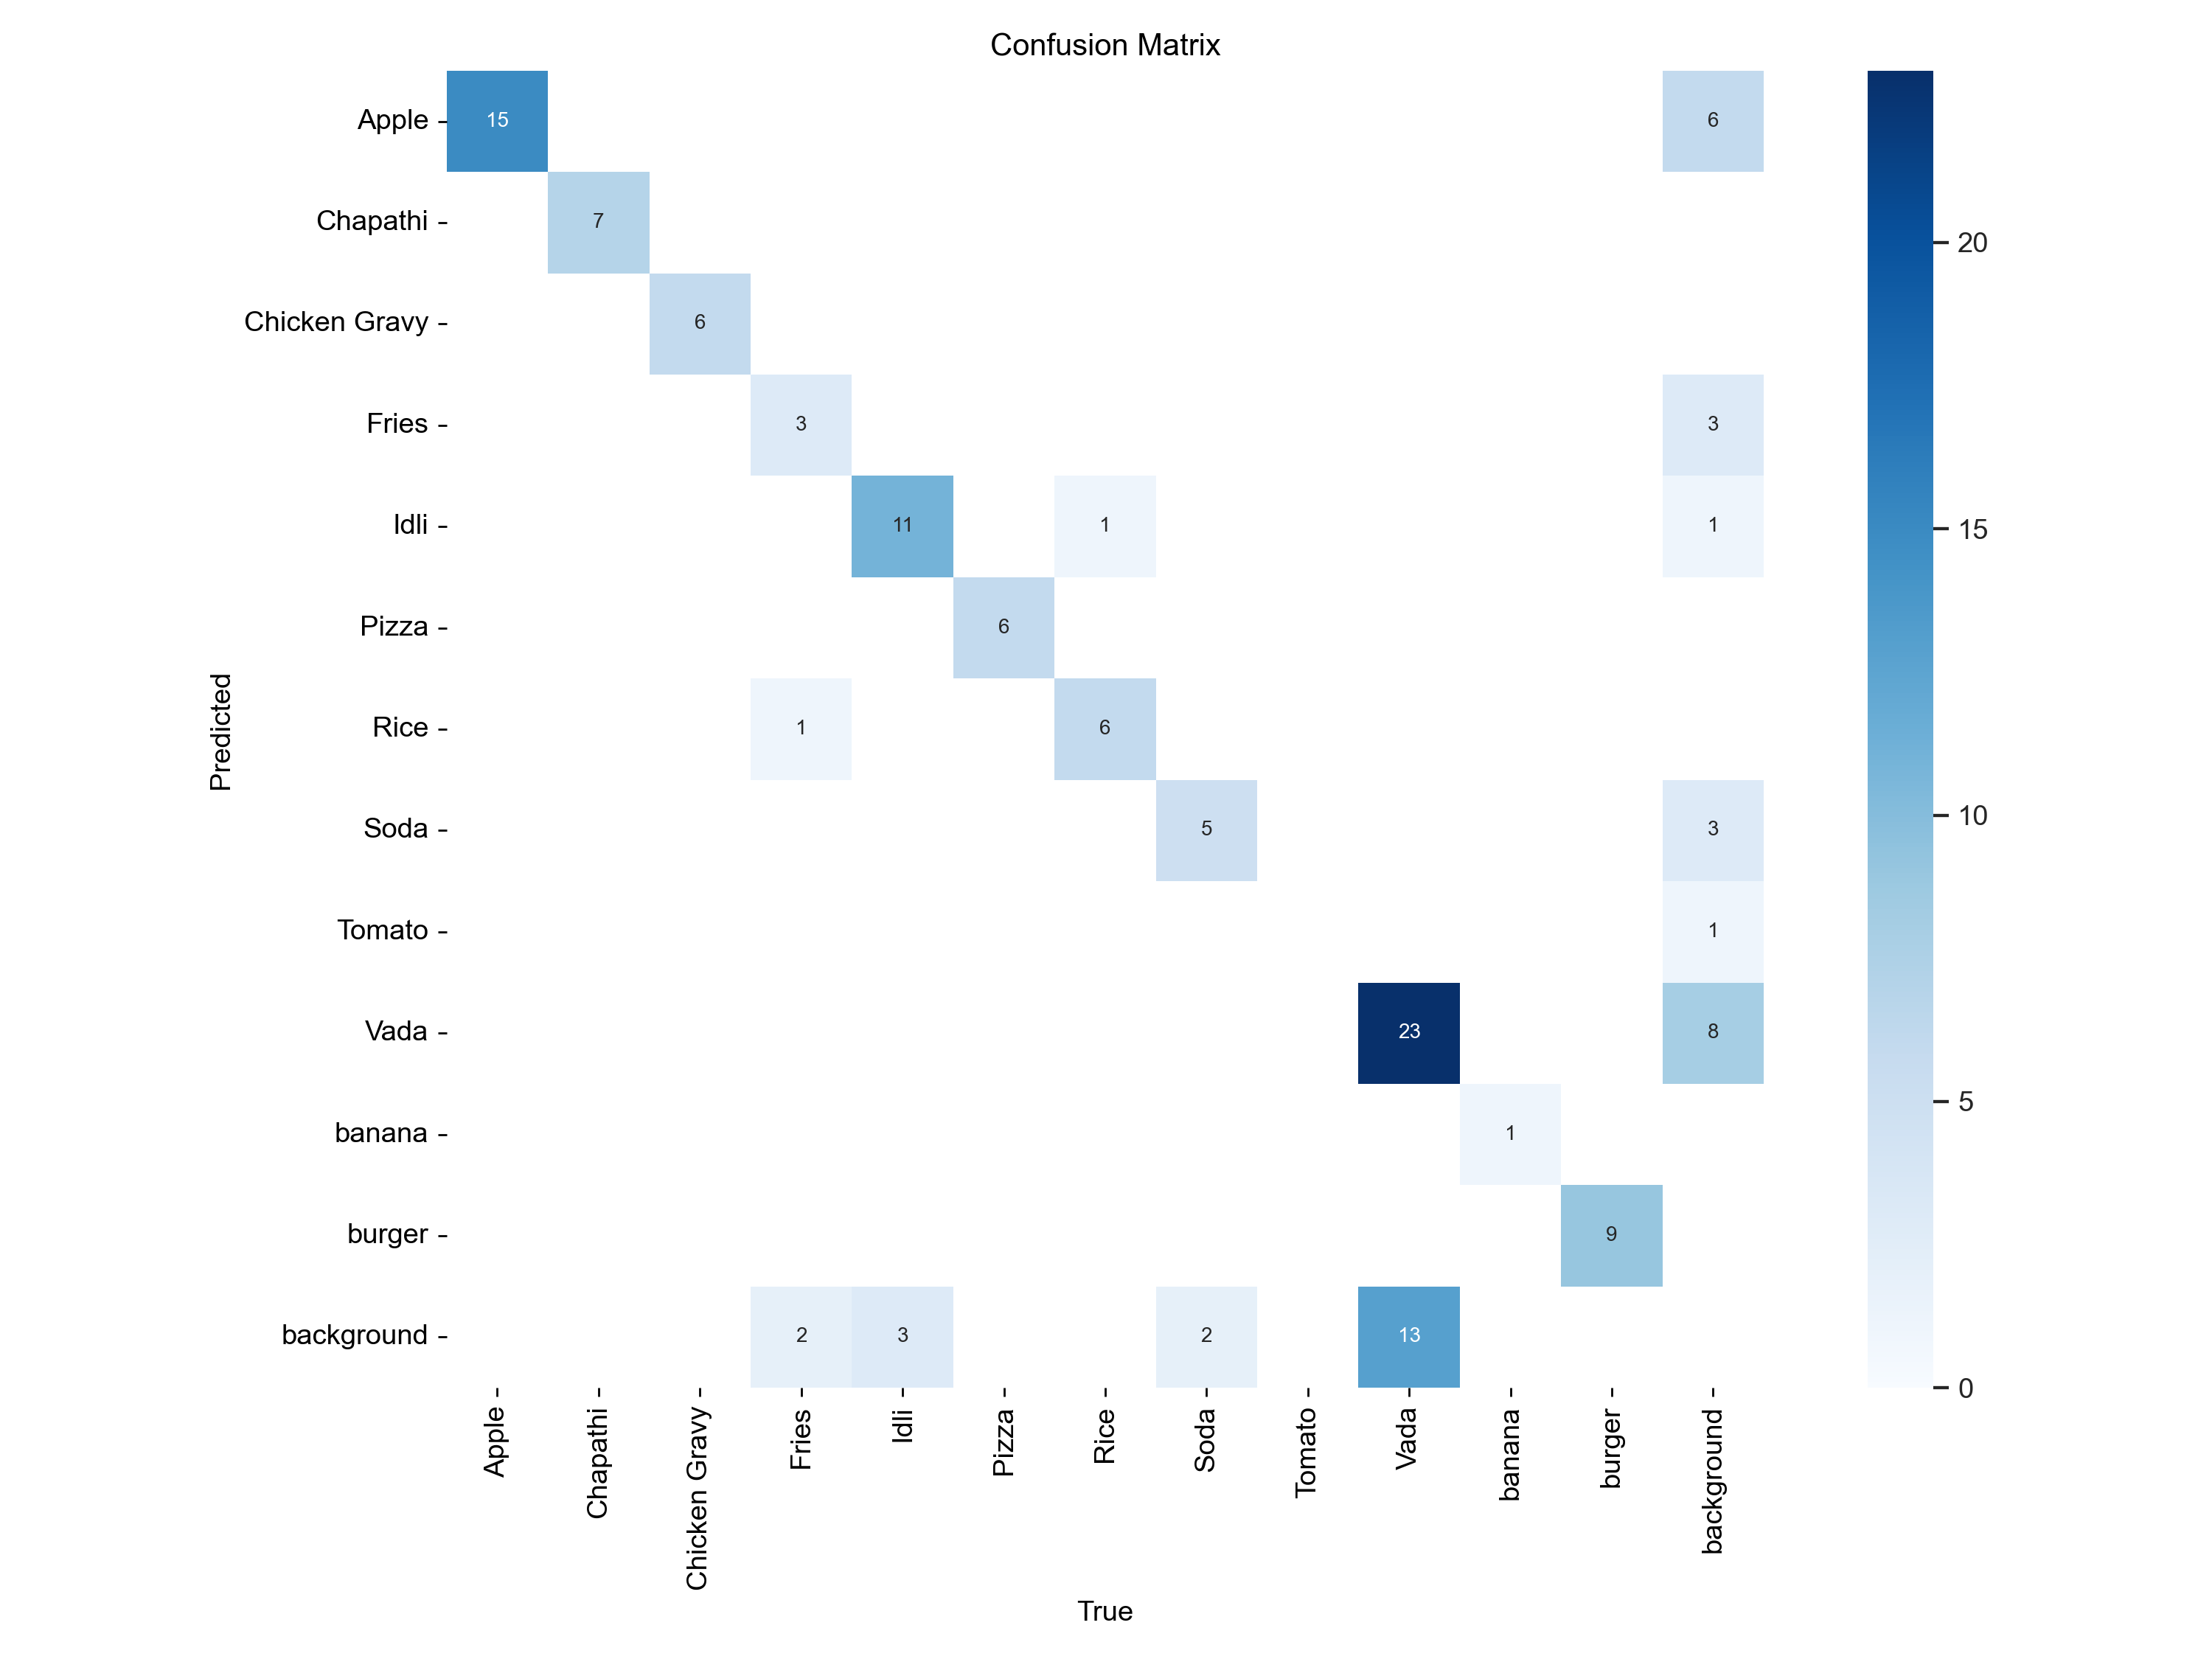 Confusion Matrix
Apple 15 6
Chapathi 7
Chicken Gravy 6
20
Fries 3 3
Idli 11 1 1
15
Pizza 6
Predicted
Rice 1 6
Soda 5 3
10
Tomato 1
Vada 23 8
5
banana 1
burger 9
background 2 3 2 13
0
Apple Chapathi Chicken Gravy Fries Idli Pizza Rice Soda Tomato Vada banana burger background
True